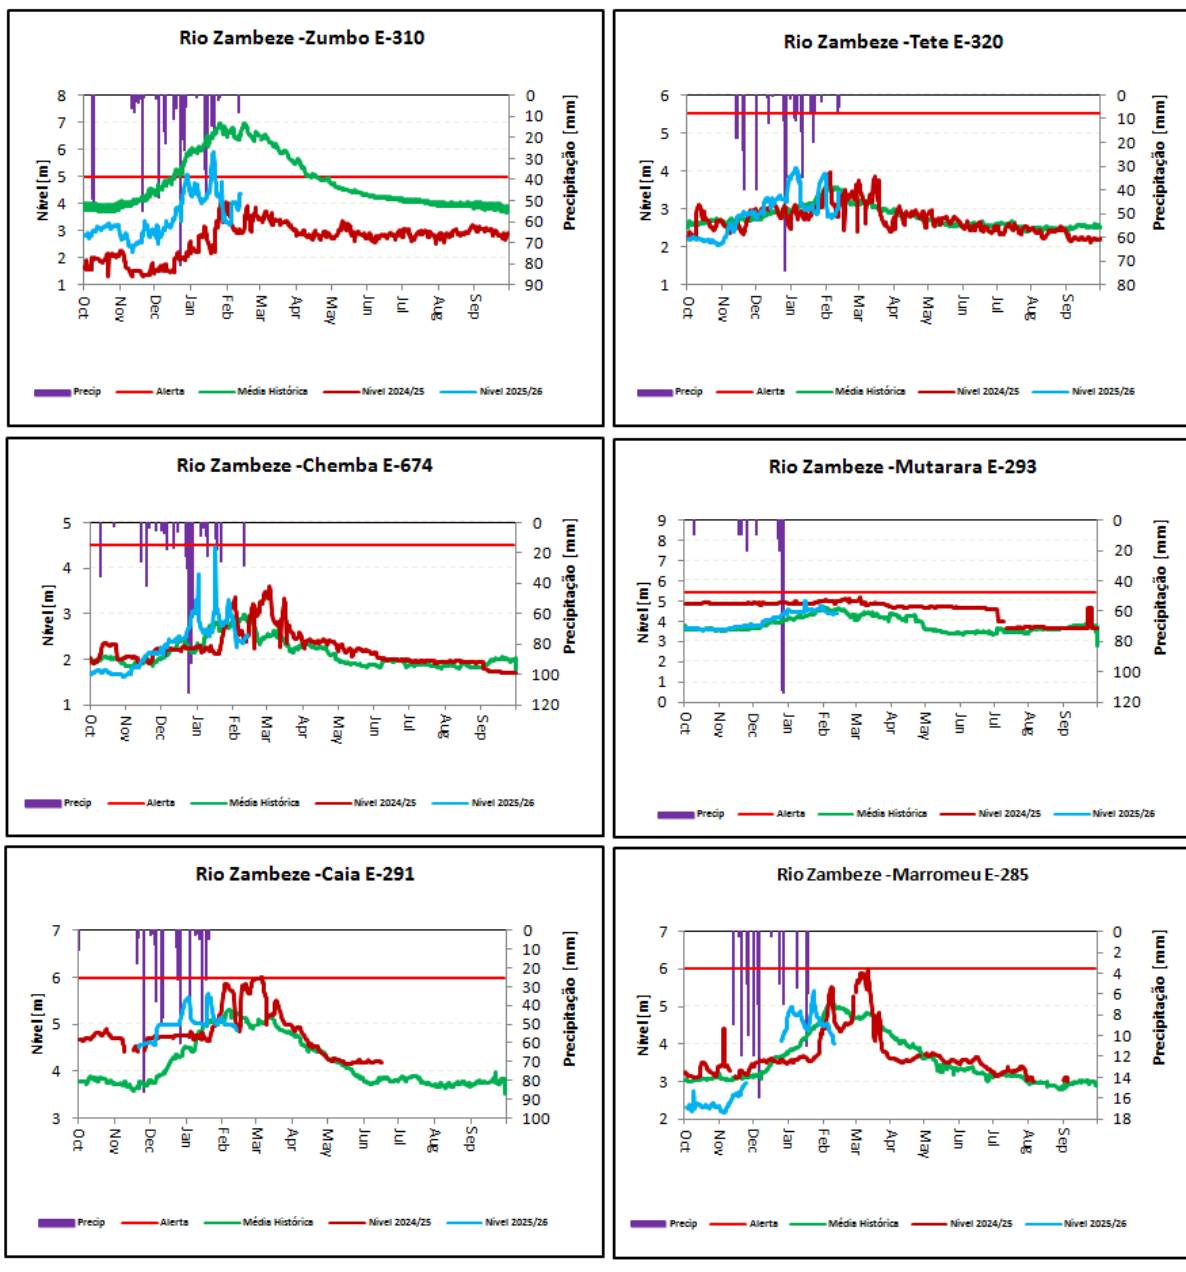 Rio Zambeze -Zumbo E-310
Nível [m]
8
7
6
5
4
3
2
1
0
10
20
30
40
50
60
70
80
90
Precipitação [mm]
Oct
Nov
Dec
Jan
Feb
Mar
Apr
May
Jun
Jul
Aug
Sep
Precip
Alerta
Média Histórica
Nivel 2024/25
Nivel 2025/26
Rio Zambeze -Tete E-320
Nível [m]
6
5
4
3
2
1
0
10
20
30
40
50
60
70
80
Precipitação [mm]
Oct
Nov
Dec
Jan
Feb
Mar
Apr
May
Jun
Jul
Aug
Sep
Precip
Alerta
Média Histórica
Nivel 2024/25
Nivel 2025/26
Rio Zambeze -Chemba E-674
Nível [m]
5
4
3
2
1
0
20
40
60
80
100
120
Precipitação [mm]
Oct
Nov
Dec
Jan
Feb
Mar
Apr
May
Jun
Jul
Aug
Sep
Precip
Alerta
Média Histórica
Nivel 2024/25
Nivel 2025/26
Rio Zambeze -Mutarara E-293
Nível [m]
9
8
7
6
5
4
3
2
1
0
0
20
40
60
80
100
120
Precipitação [mm]
Oct
Nov
Dec
Jan
Feb
Mar
Apr
May
Jun
Jul
Aug
Sep
Precip
Alerta
Média Histórica
Nivel 2024/25
Nivel 2025/26
Rio Zambeze -Caia E-291
Nível [m]
7
6
5
4
3
0
10
20
30
40
50
60
70
80
90
100
Precipitação [mm]
Oct
Nov
Dec
Jan
Feb
Mar
Apr
May
Jun
Jul
Aug
Sep
Precip
Alerta
Média Histórica
Nivel 2024/25
Nivel 2025/26
Rio Zambeze -Marromeu E-285
Nível [m]
7
6
5
4
3
2
0
2
4
6
8
10
12
14
16
18
Precipitação [mm]
Oct
Nov
Dec
Jan
Feb
Mar
Apr
May
Jun
Jul
Aug
Sep
Precip
Alerta
Média Histórica
Nivel 2024/25
Nivel 2025/26